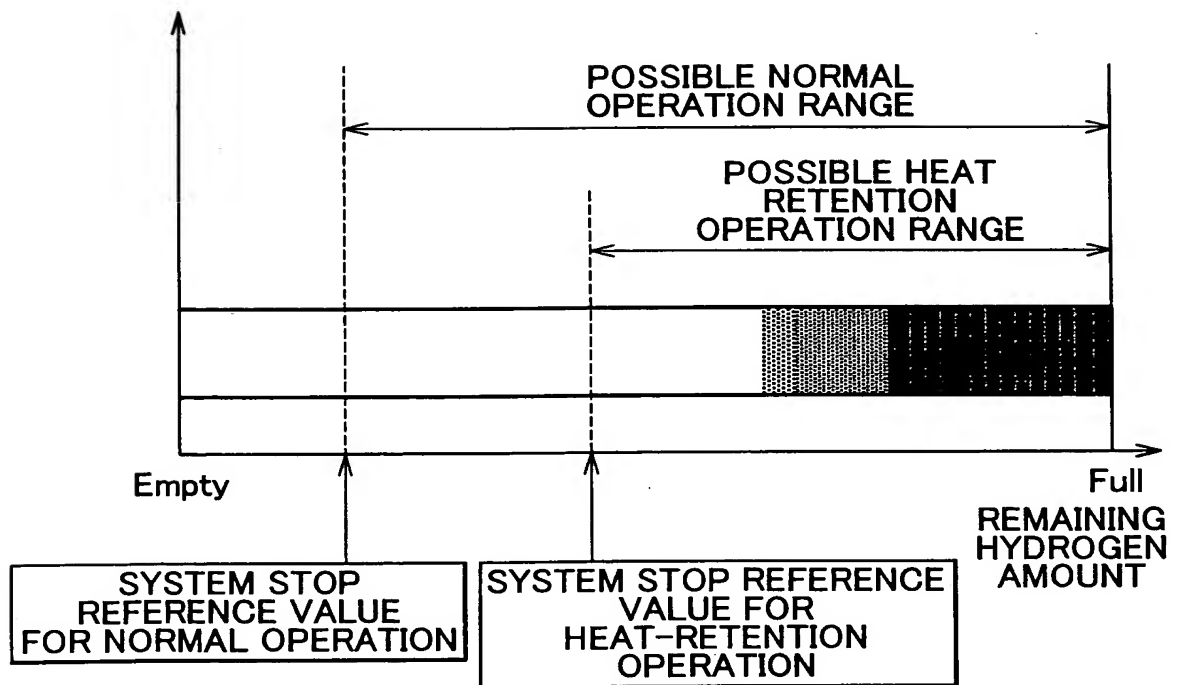 POSSIBLE NORMAL
OPERATION RANGE
POSSIBLE HEAT
RETENTION
OPERATION RANGE
Empty
Full
REMAINING
HYDROGEN
AMOUNT
SYSTEM STOP
REFERENCE VALUE
FOR NORMAL OPERATION
SYSTEM STOP REFERENCE
VALUE FOR
HEAT-RETENTION
OPERATION